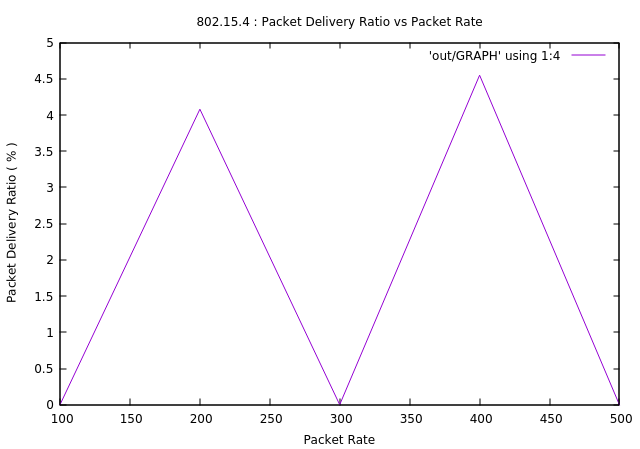 802.15.4 : Packet Delivery Ratio vs Packet Rate
'out/GRAPH' using 1:4
Packet Delivery Ratio ( % )
5
4.5
4
3.5
3
2.5
2
1.5
1
0.5
0
100 150 200 250 300 350 400 450 500
Packet Rate